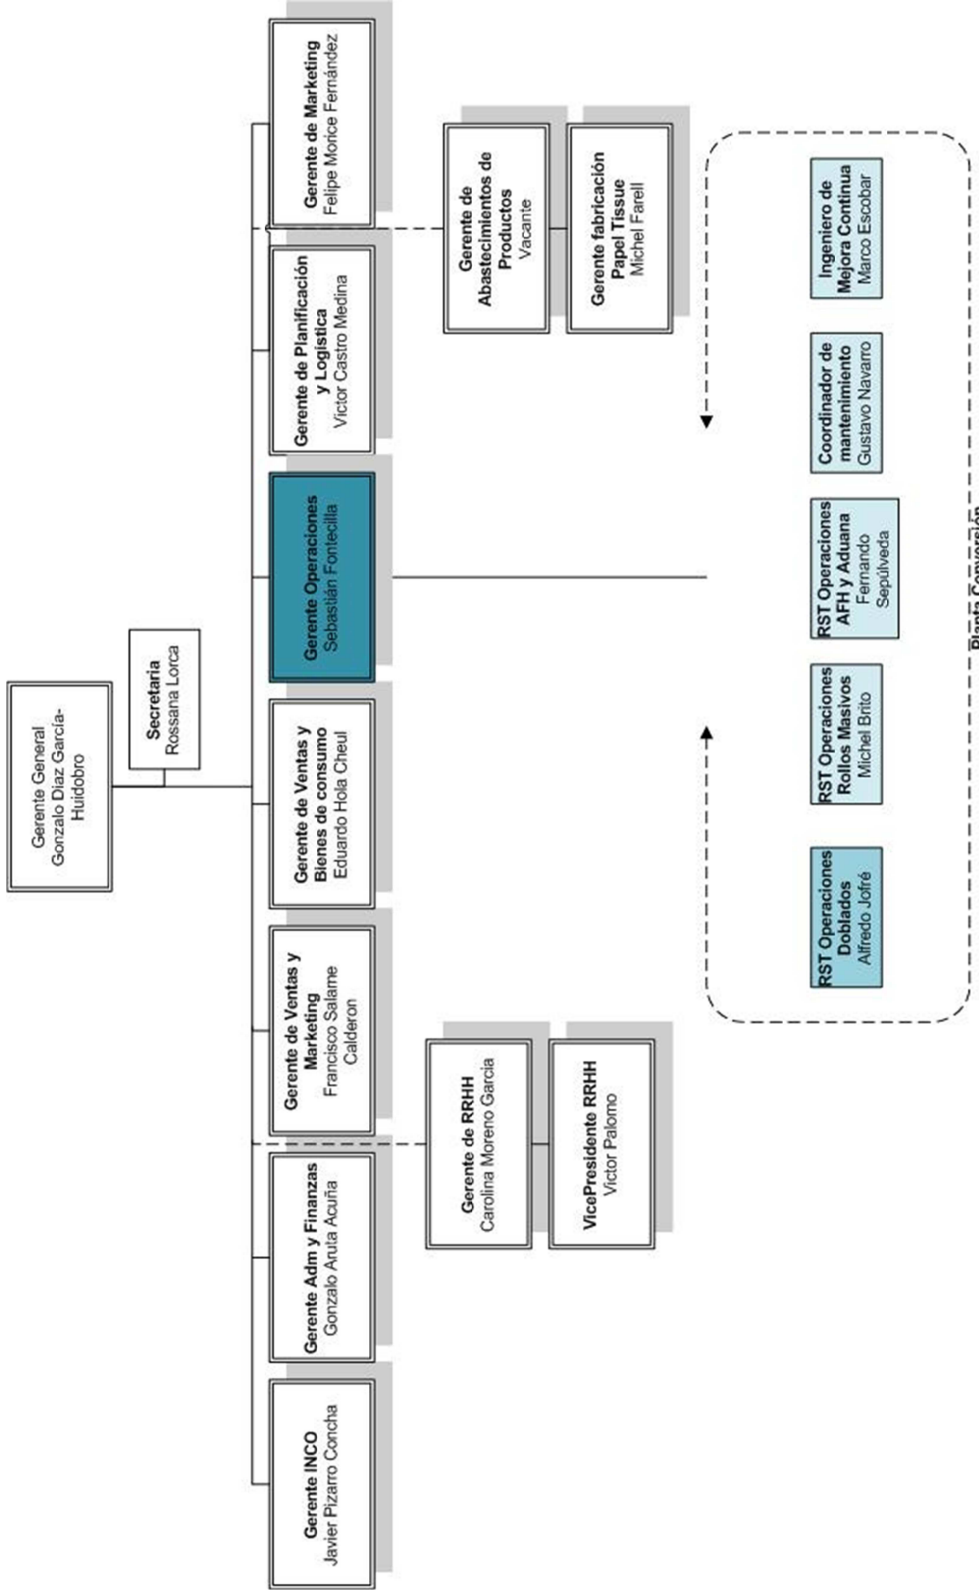 Gerente General
Gonzalo Diaz García-
Huidobro
Secretaria
Rossana Lorca
Gerente INCO
Javier Pizarro Concha
Gerente Adm y Finanzas
Gonzalo Aruta Acuña
Gerente de Ventas y
Marketing
Francisco Salame
Calderon
Gerente de Ventas y
Bienes de consumo
Eduardo Hola Cheul
Gerente Operaciones
Sebastián Fontecilla
Gerente de Planificación
y Logística
Victor Castro Medina
Gerente de Marketing
Felipe Morice Fernández
Gerente de RRHH
Carolina Moreno Garcia
VicePresidente RRHH
Victor Palomo
Gerente de
Abastecimientos de
Productos
Vacante
Gerente fabricación
Papel Tissue
Michel Farell
RST Operaciones
Doblados
Alfredo Jofré
RST Operaciones
Rollos Masivos
Michel Brito
RST Operaciones
AFH y Aduana
Fernando
Sepúlveda
Coordinador de
mantenimiento
Gustavo Navarro
Ingeniero de
Mejora Continua
Marco Escobar
Planta Conversión